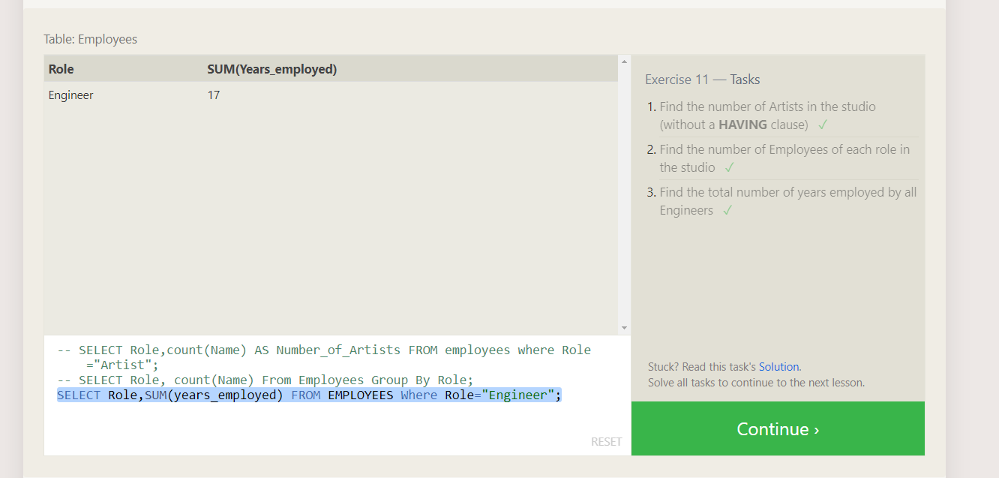 Table: Employees
Role SUM(Years_employed)
Engineer 17
Exercise 11 — Tasks
1. Find the number of Artists in the studio
(without a HAVING clause) ✓
2. Find the number of Employees of each role in
the studio ✓
3. Find the total number of years employed by all
Engineers ✓
-- SELECT Role,count(Name) AS Number_of_Artists FROM employees where Role
="Artist";
-- SELECT Role, count(Name) From Employees Group By Role;
SELECT Role,SUM(years_employed) FROM EMPLOYEES Where Role="Engineer";
RESET
Stuck? Read this task's Solution.
Solve all tasks to continue to the next lesson.
Continue ›